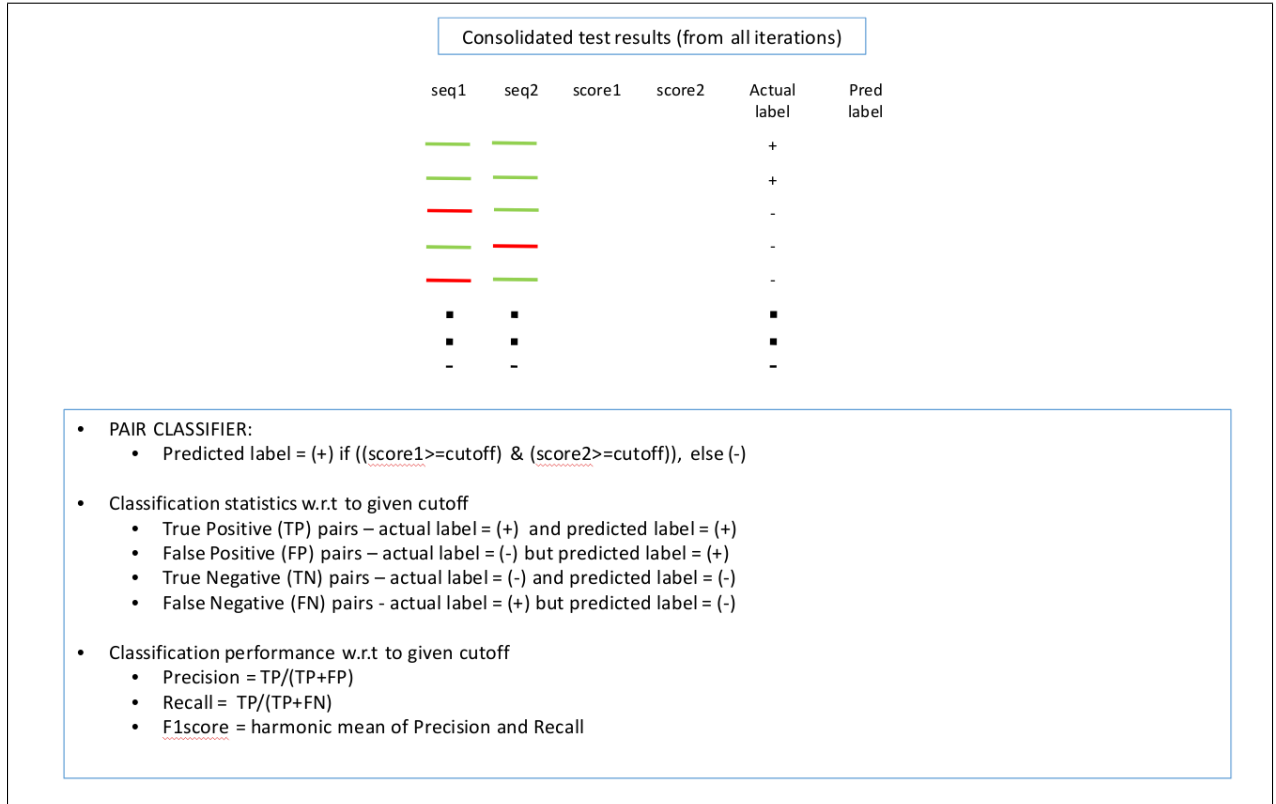 Consolidated test results (from all iterations)
seq1 seq2 score1 score2 Actual label Pred label
+
+
-
-
-
- - -
• PAIR CLASSIFIER:
• Predicted label = (+) if ((score1>=cutoff) & (score2>=cutoff)), else (-)
• Classification statistics w.r.t to given cutoff
• True Positive (TP) pairs – actual label = (+) and predicted label = (+)
• False Positive (FP) pairs – actual label = (-) but predicted label = (+)
• True Negative (TN) pairs – actual label = (-) and predicted label = (-)
• False Negative (FN) pairs - actual label = (+) but predicted label = (-)
• Classification performance w.r.t to given cutoff
• Precision = TP/(TP+FP)
• Recall = TP/(TP+FN)
• F1score = harmonic mean of Precision and Recall